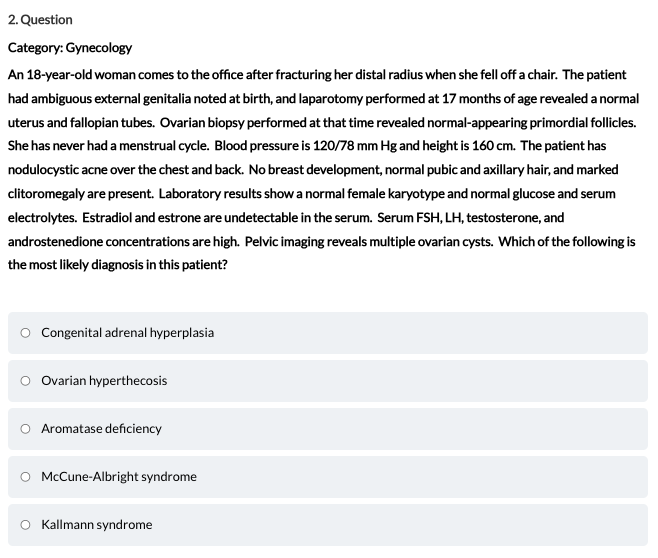 2. Question
Category: Gynecology
An 18-year-old woman comes to the office after fracturing her distal radius when she fell off a chair. The patient
had ambiguous external genitalia noted at birth, and laparotomy performed at 17 months of age revealed a normal
uterus and fallopian tubes. Ovarian biopsy performed at that time revealed normal-appearing primordial follicles.
She has never had a menstrual cycle. Blood pressure is 120/78 mm Hg and height is 160 cm. The patient has
nodulocystic acne over the chest and back. No breast development, normal pubic and axillary hair, and marked
clitoromegaly are present. Laboratory results show a normal female karyotype and normal glucose and serum
electrolytes. Estradiol and estrone are undetectable in the serum. Serum FSH, LH, testosterone, and
androstenedione concentrations are high. Pelvic imaging reveals multiple ovarian cysts. Which of the following is
the most likely diagnosis in this patient?
Congenital adrenal hyperplasia
Ovarian hyperthecosis
Aromatase deficiency
McCune-Albright syndrome
Kallmann syndrome